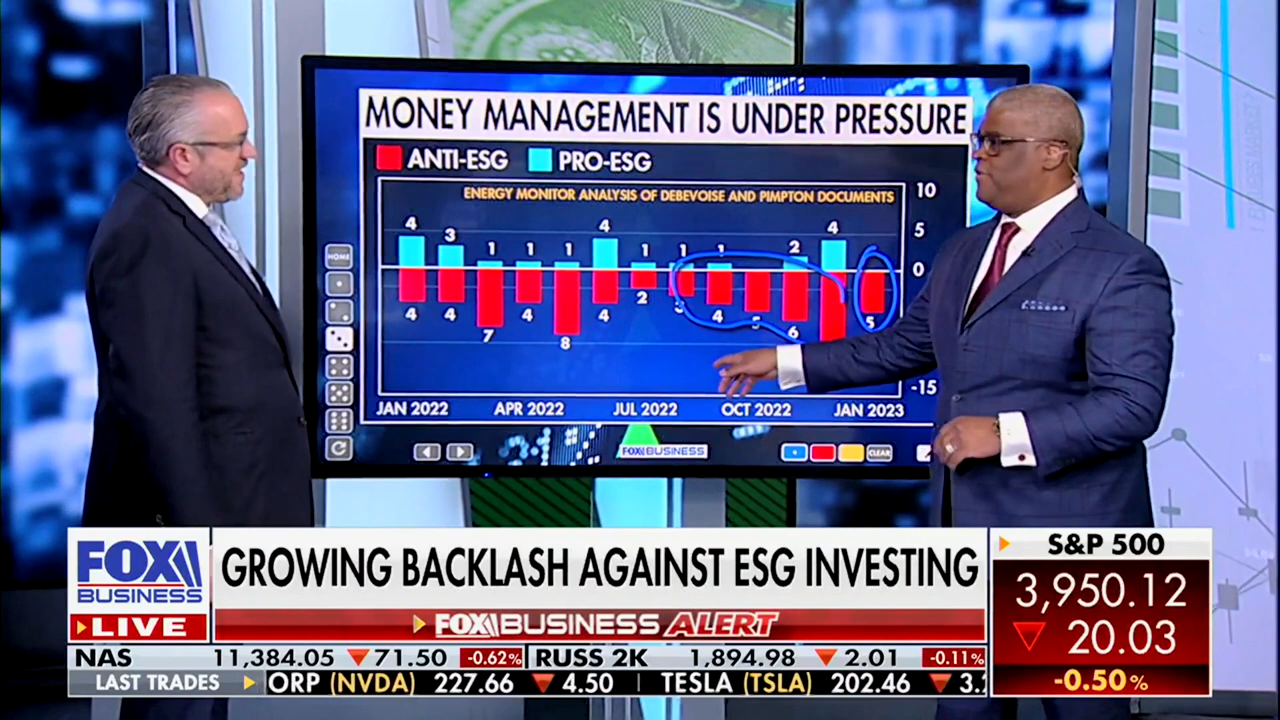 MONEY MANAGEMENT IS UNDER PRESSURE
ANTI-ESG PRO-ESG
ENERGY MONITOR ANALYSIS OF DEBEVOISE AND PIMPTON DOCUMENTS
10
5
0
-15
4 3 1 1 1 4 1 1 1 2 4
4 4 7 4 8 4 2 3 4 5 6 5
JAN 2022 APR 2022 JUL 2022 OCT 2022 JAN 2023
HOME
FOX BUSINESS
CLEAR
FOX BUSINESS
LIVE
GROWING BACKLASH AGAINST ESG INVESTING
FOX BUSINESS ALERT
S&P 500
3,950.12
20.03
-0.50%
NAS 11,384.05 71.50 -0.62% RUSS 2K 1,894.98 2.01 -0.11%
LAST TRADES ORP (NVDA) 227.66 4.50 TESLA (TSLA) 202.46